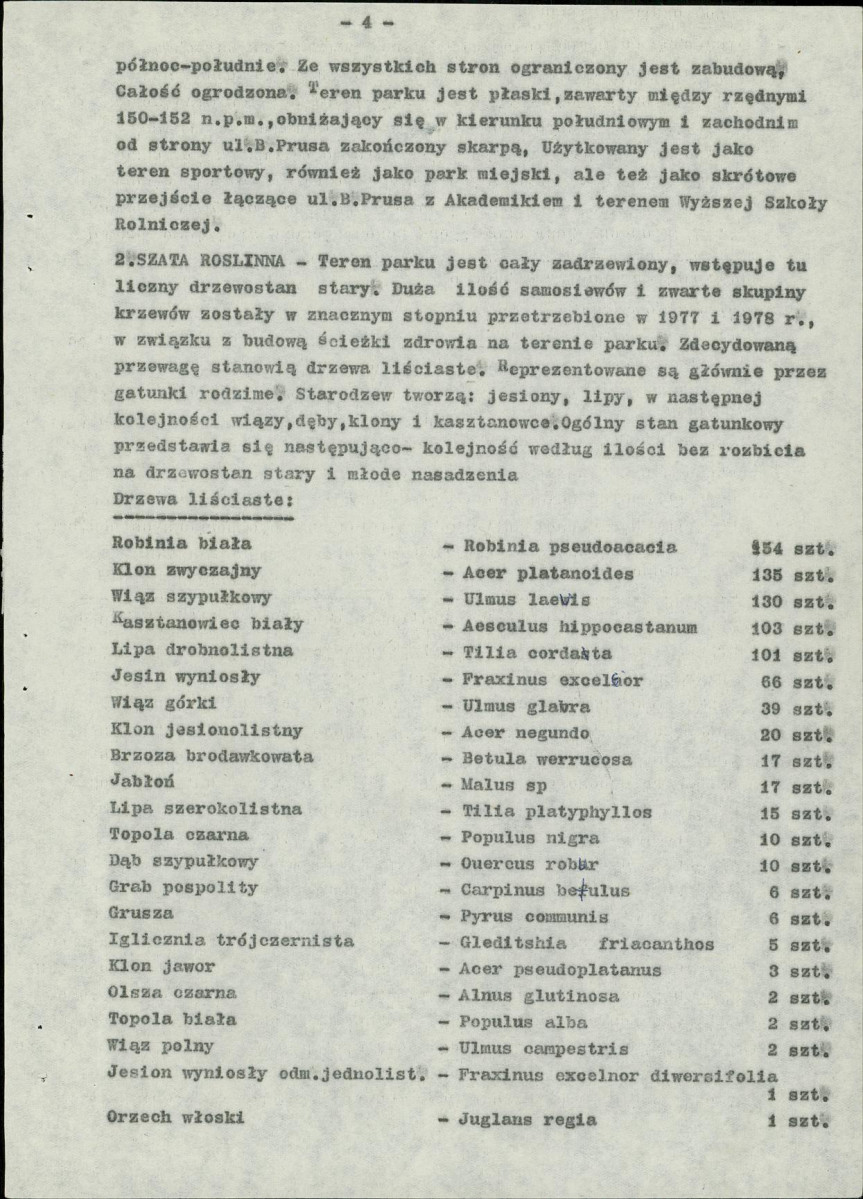 - 4 -
północ-południe. Ze wszystkich stron ograniczony jest zabudową,
Całość ogrodzona. Teren parku jest płaski,zawarty między rzędnymi
150-152 n.p.m.,obniżający się w kierunku południowym i zachodnim
od strony ul.B.Prusa zakończony skarpą, Użytkowany jest jako
teren sportowy, również jako park miejski, ale też jako skrótowe
przejście łączące ul.B.Prusa z Akademikiem i terenem Wyższej Szkoły
Rolniczej.
2.SZATA ROSLINNA - Teren parku jest cały zadrzewiony, wstępuje tu
liczny drzewostan stary. Duża ilość samosiewów i zwarte skupiny
krzewów zostały w znacznym stopniu przetrzebione w 1977 i 1978 r.,
w związku z budową ścieżki zdrowia na terenie parku. Zdecydowaną
przewagę stanowią drzewa liściaste. Reprezentowane są głównie przez
gatunki rodzime. Starodzew tworzą: jesiony, lipy, w następnej
kolejności wiązy,dęby,klony i kasztanowce.Ogólny stan gatunkowy
przedstawia się następująco- kolejność według ilości bez rozbicia
na drzewostan stary i młode nasadzenia
Drzewa liściaste:
Robinia biała - Robinia pseudoacacia 154 szt.
Klon zwyczajny - Acer platanoides 135 szt.
Wiąz szypułkowy - Ulmus laevis 130 szt.
Kasztanowiec biały - Aesculus hippocastanum 103 szt.
Lipa drobnolistna - Tilia cordata 101 szt.
Jesin wyniosły - Fraxinus excelsior 66 szt.
Wiąz górki - Ulmus glabra 39 szt.
Klon jesionolistny - Acer negundo 20 szt.
Brzoza brodawkowata - Betula werrucosa 17 szt.
Jabłoń - Malus sp 17 szt.
Lipa szerokolistna - Tilia platyphyllos 15 szt.
Topola czarna - Populus nigra 10 szt.
Dąb szypułkowy - Ouercus robur 10 szt.
Grab pospolity - Carpinus betulus 6 szt.
Grusza - Pyrus communis 6 szt.
Iglicznia trójczernista - Gleditshia friacanthos 5 szt.
Klon jawor - Acer pseudoplatanus 3 szt.
Olsza czarna - Alnus glutinosa 2 szt.
Topola biała - Populus alba 2 szt.
Wiąz polny - Ulmus campestris 2 szt.
Jesion wyniosły odm.jednolist. - Fraxinus excelnor diwersifolia
1 szt.
Orzech włoski - Juglans regia 1 szt.